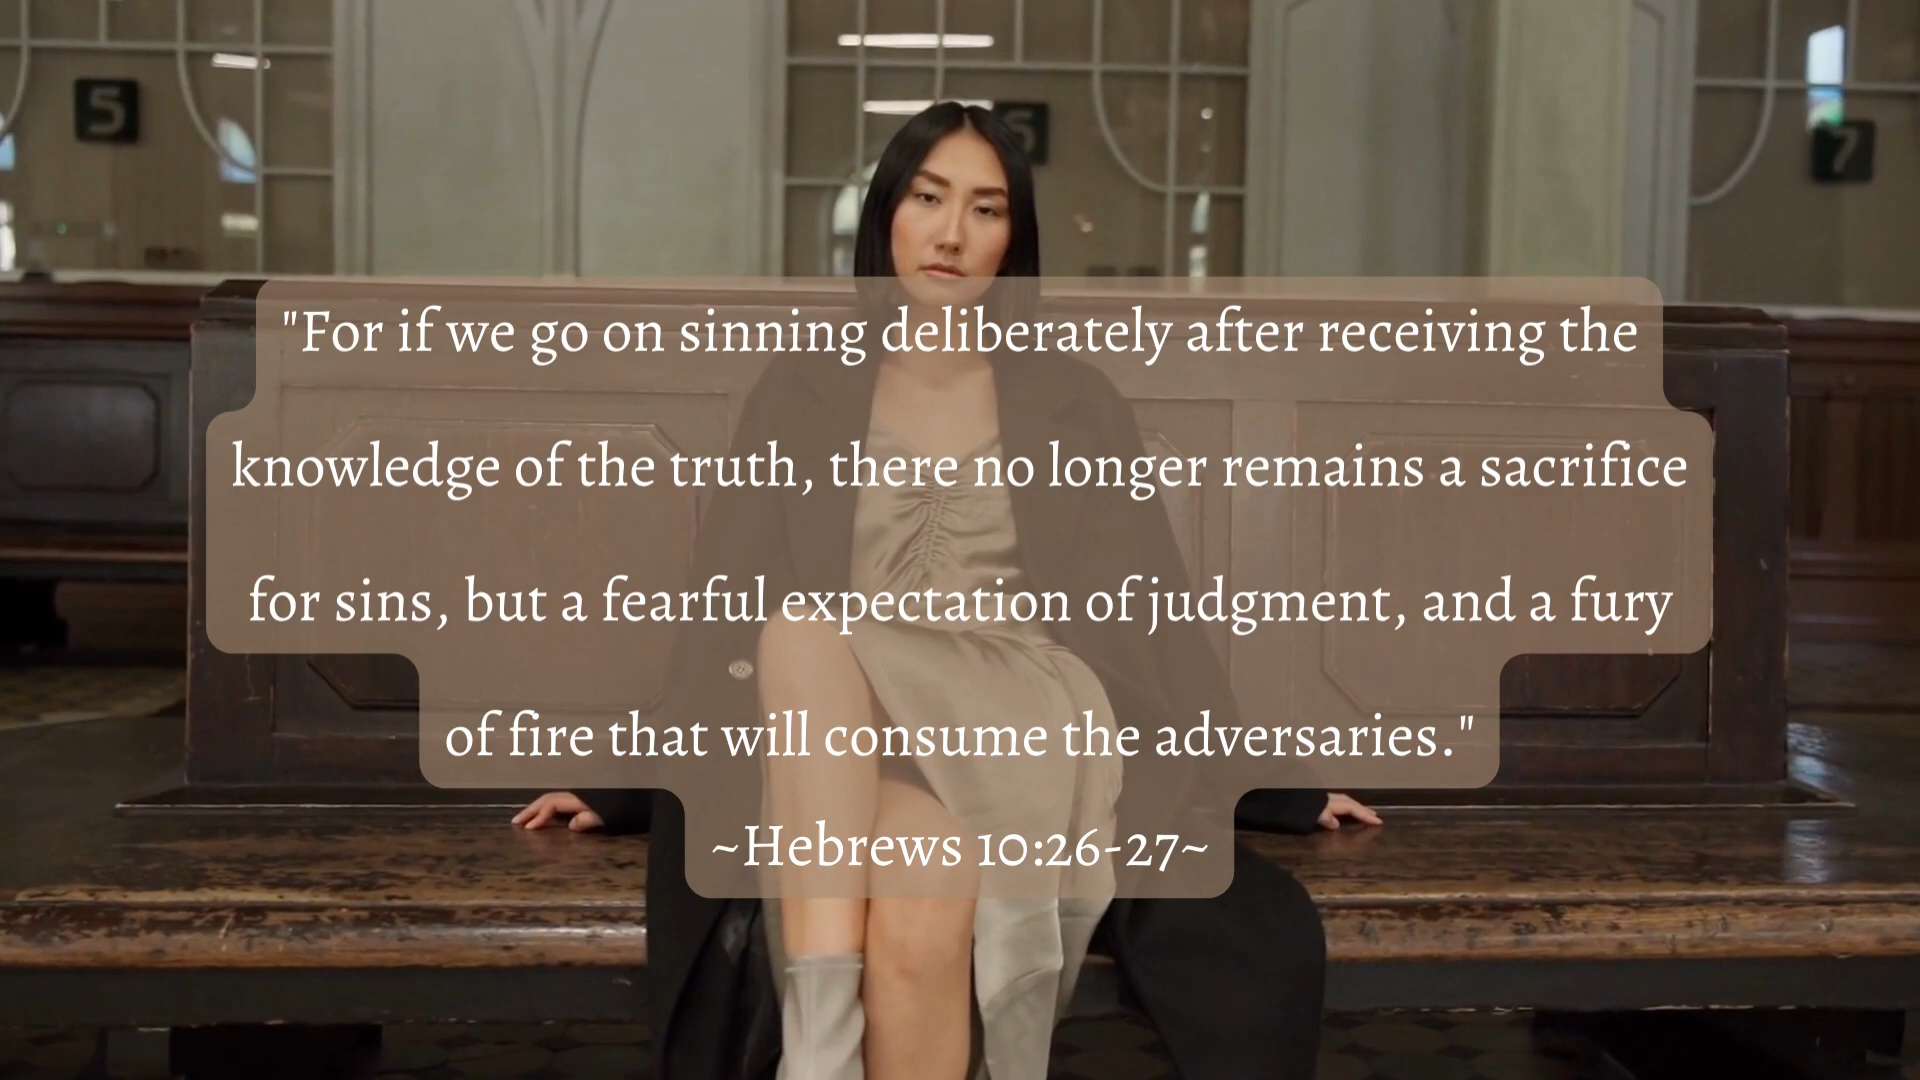 5
6
7
"For if we go on sinning deliberately after receiving the
knowledge of the truth, there no longer remains a sacrifice
for sins, but a fearful expectation of judgment, and a fury
of fire that will consume the adversaries."
~Hebrews 10:26-27~